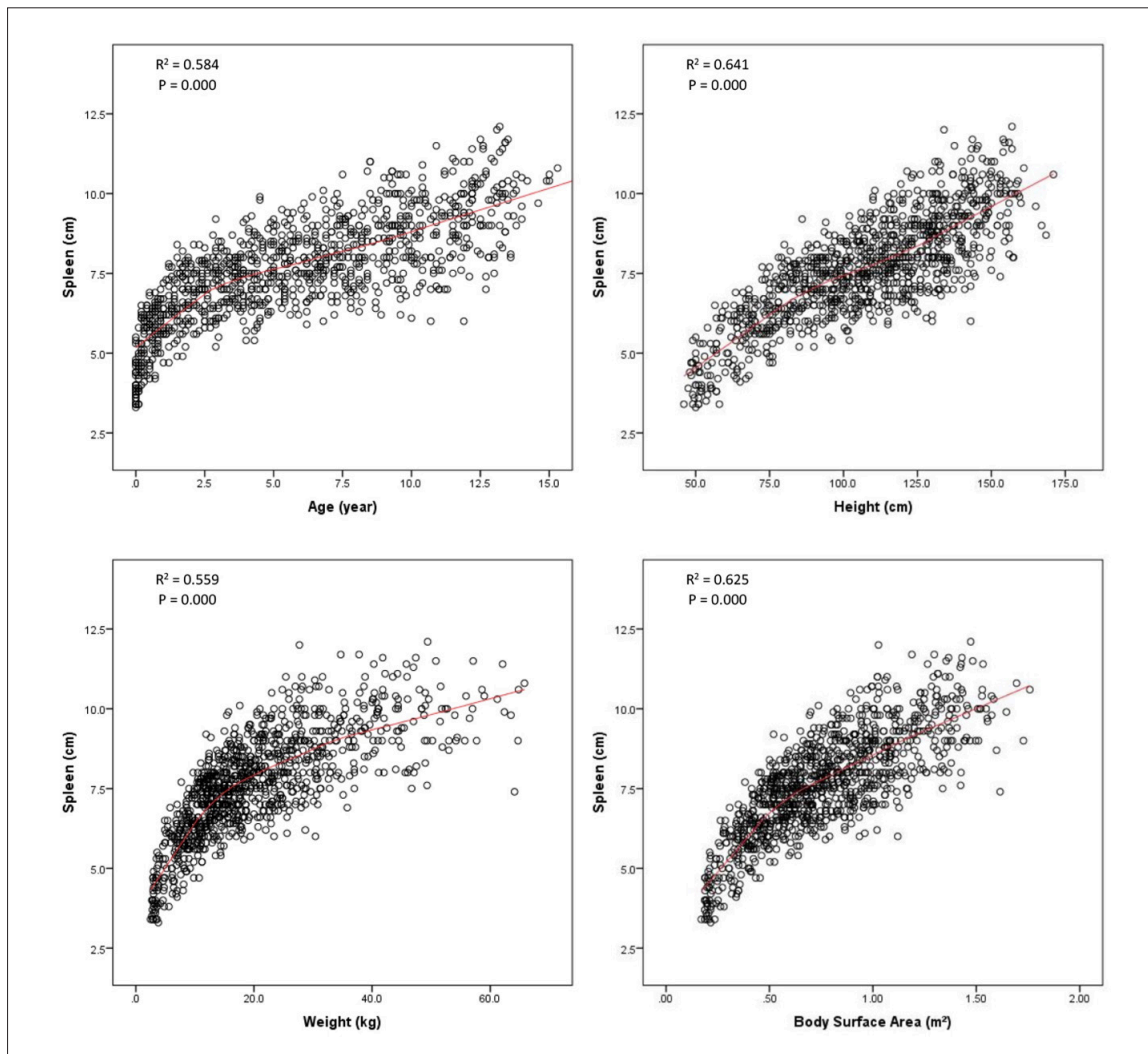 R² = 0.584
P = 0.000
12.5
10.0
7.5
5.0
2.5
Spleen (cm)
.0 2.5 5.0 7.5 10.0 12.5 15.0
Age (year)
R² = 0.641
P = 0.000
12.5
10.0
7.5
5.0
2.5
Spleen (cm)
50.0 75.0 100.0 125.0 150.0 175.0
Height (cm)
R² = 0.559
P = 0.000
12.5
10.0
7.5
5.0
2.5
Spleen (cm)
.0 20.0 40.0 60.0
Weight (kg)
R² = 0.625
P = 0.000
12.5
10.0
7.5
5.0
2.5
Spleen (cm)
.00 .50 1.00 1.50 2.00
Body Surface Area (m²)